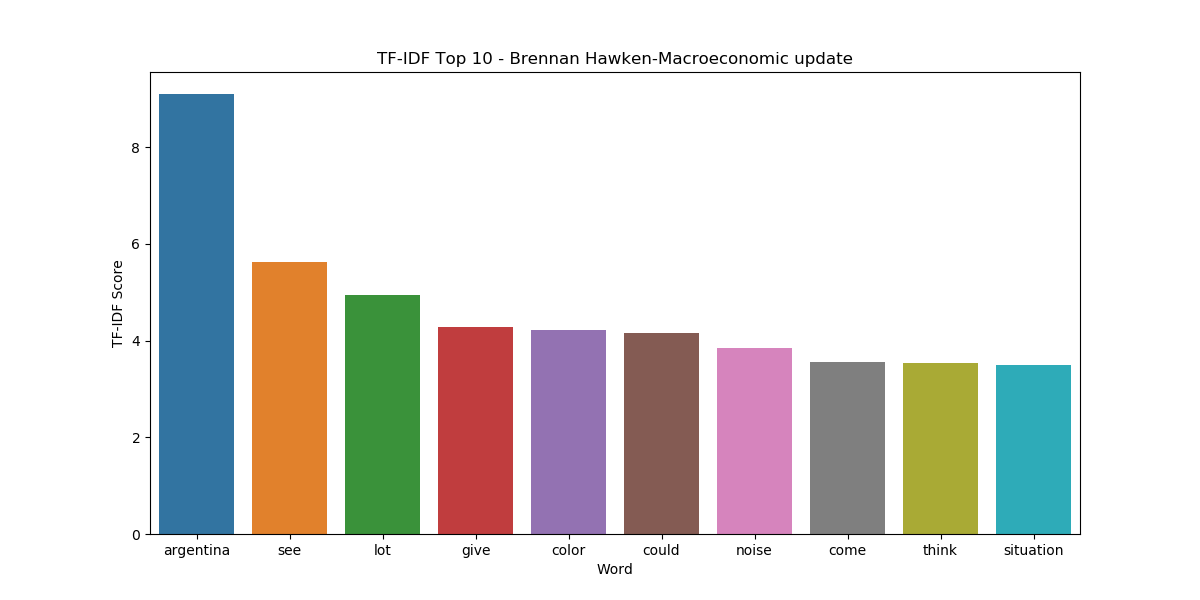 TF-IDF Top 10 - Brennan Hawken-Macroeconomic update
TF-IDF Score
8
6
4
2
0
argentina see lot give color could noise come think situation
Word